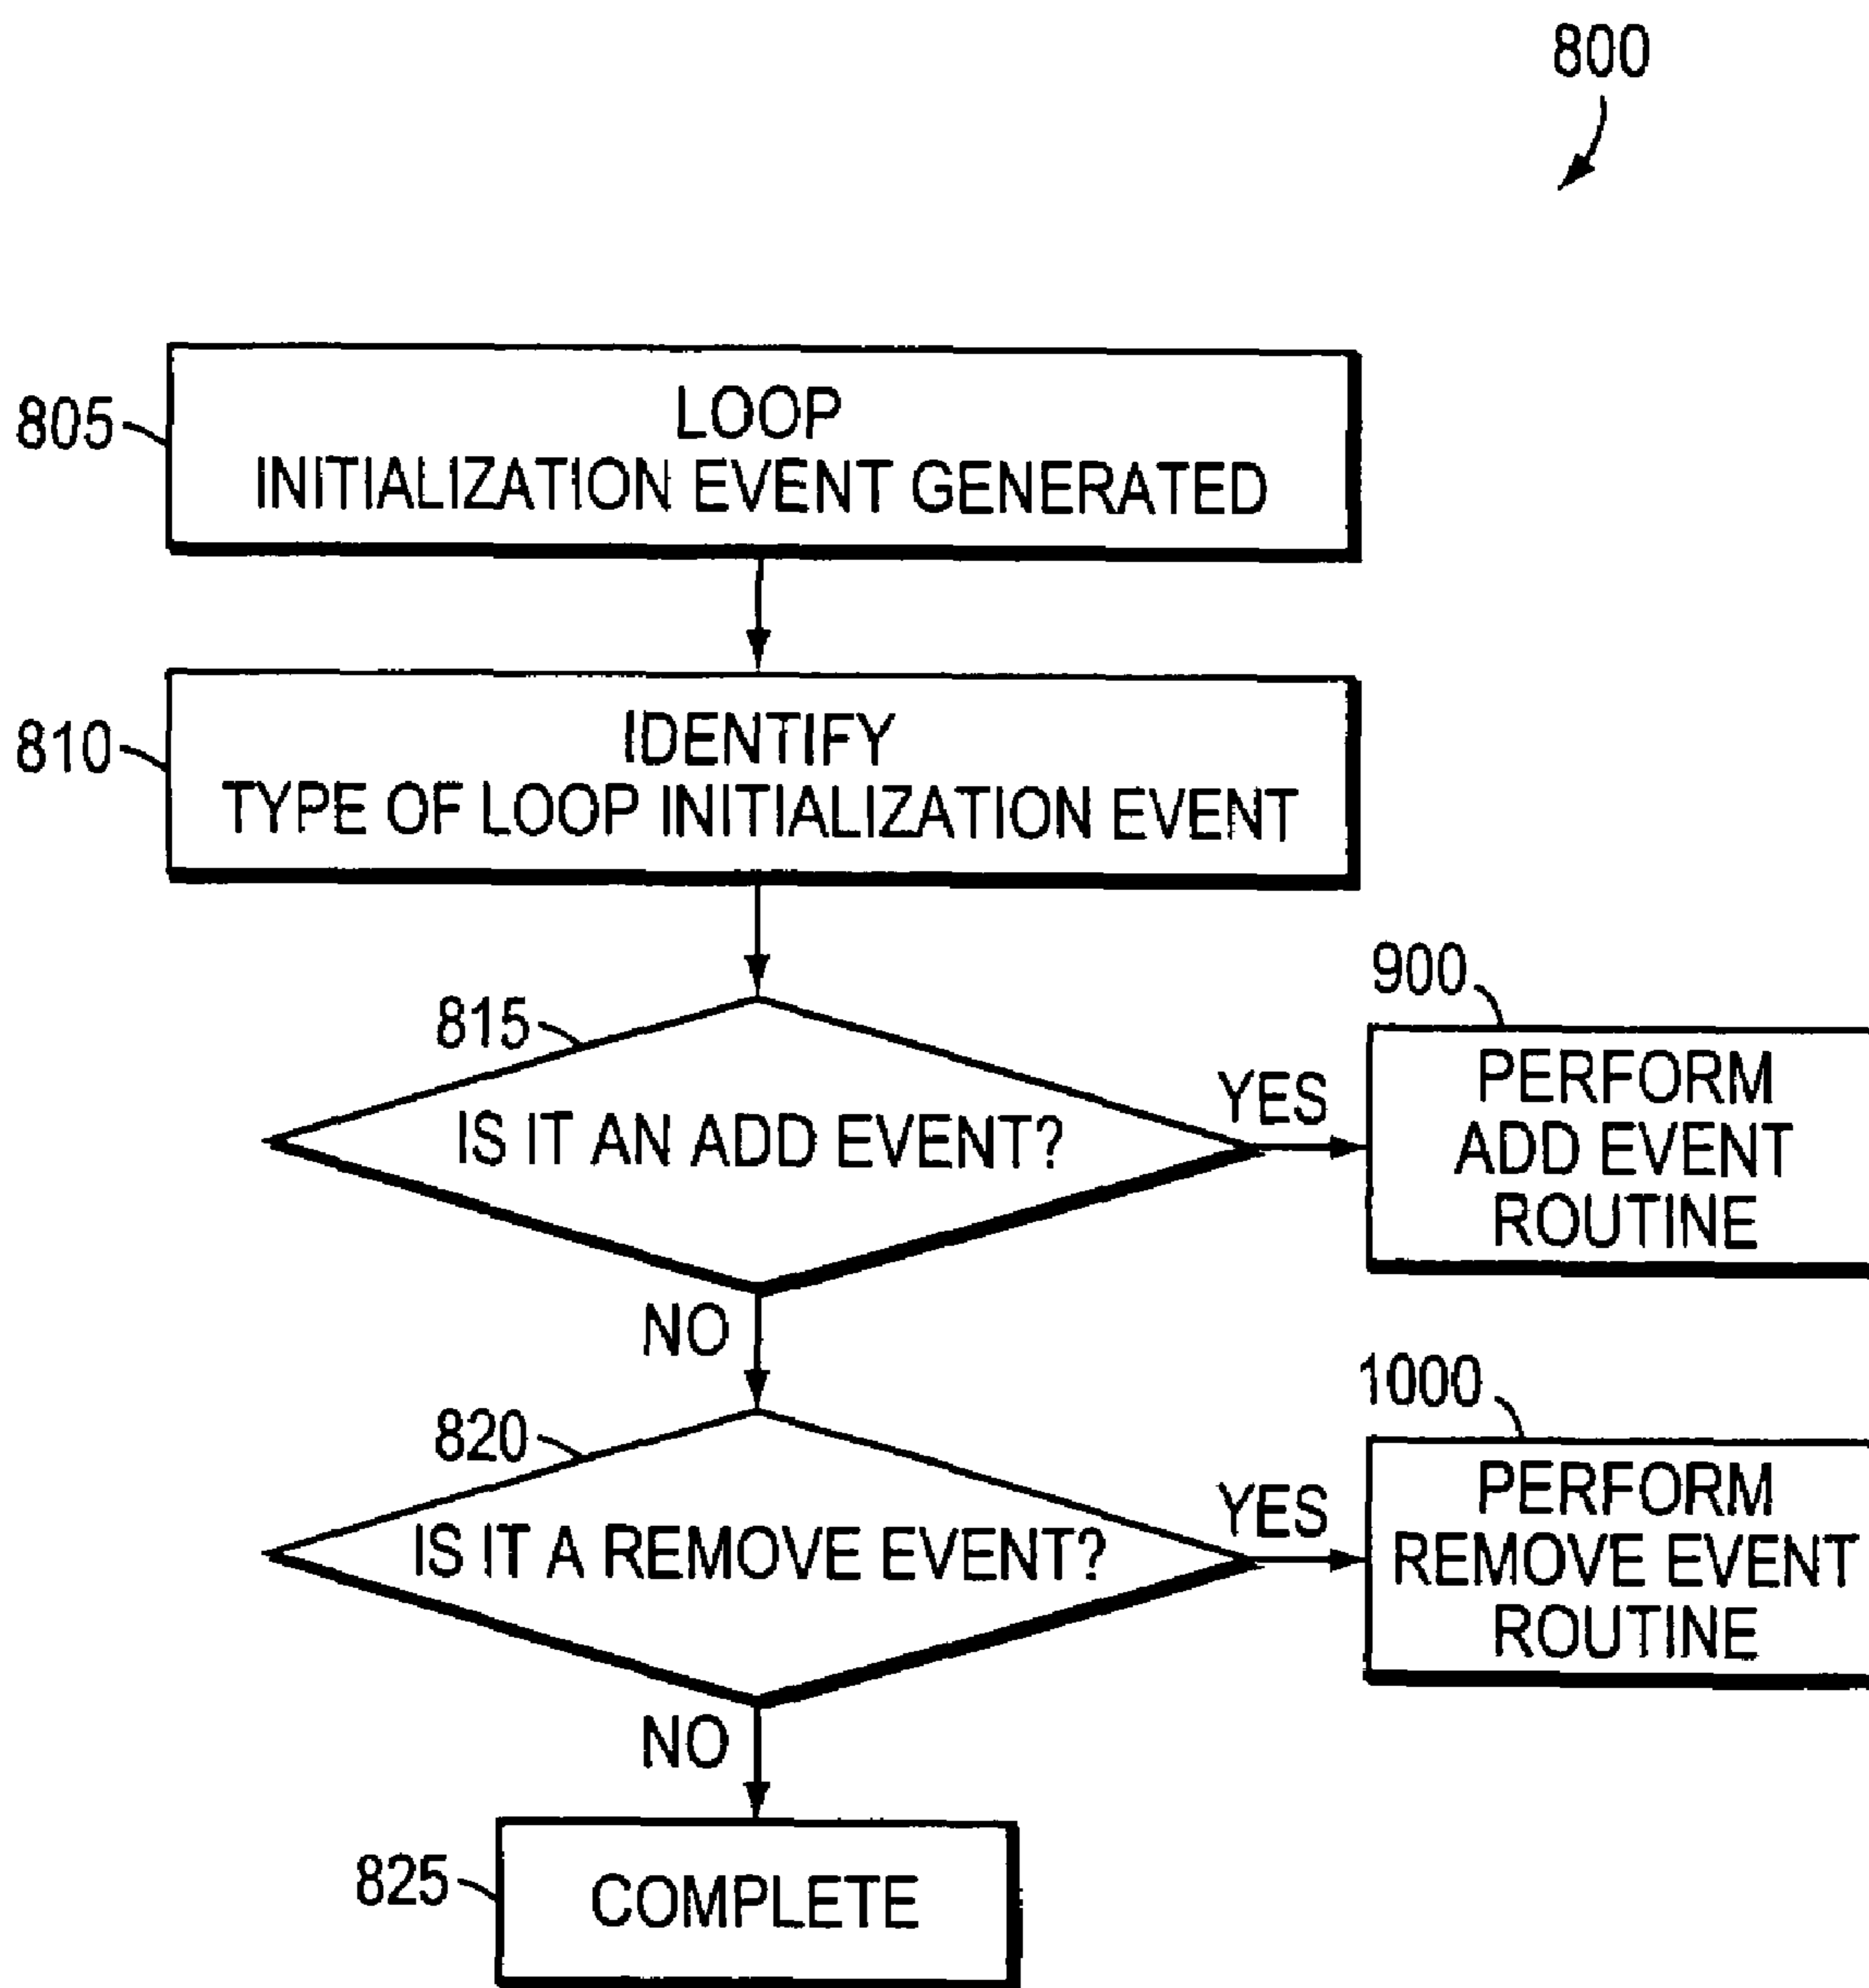 800
805
LOOP
INITIALIZATION EVENT GENERATED
810
IDENTIFY
TYPE OF LOOP INITIALIZATION EVENT
815
IS IT AN ADD EVENT?
YES
900
PERFORM
ADD EVENT
ROUTINE
NO
820
IS IT A REMOVE EVENT?
YES
1000
PERFORM
REMOVE EVENT
ROUTINE
NO
825
COMPLETE